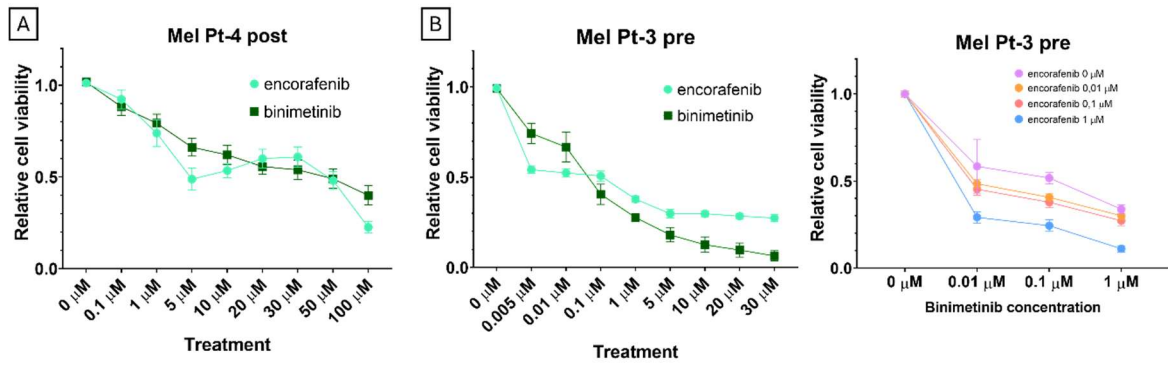 A
Mel Pt-4 post
Relative cell viability
1.5
1.0
0.5
0.0
encorafenib
binimetinib
0 μM
0.1 μM
1 μM
5 μM
10 μM
20 μM
30 μM
50 μM
100 μM
Treatment
B
Mel Pt-3 pre
Relative cell viability
1.0
0.5
0.0
encorafenib
binimetinib
0 μM
0.005 μM
0.01 μM
0.1 μM
1 μM
5 μM
10 μM
20 μM
30 μM
Treatment
Mel Pt-3 pre
Relative cell viability
1.0
0.5
0.0
encorafenib 0 μM
encorafenib 0,01 μM
encorafenib 0,1 μM
encorafenib 1 μM
0 μM
0.01 μM
0.1 μM
1 μM
Binimetinib concentration